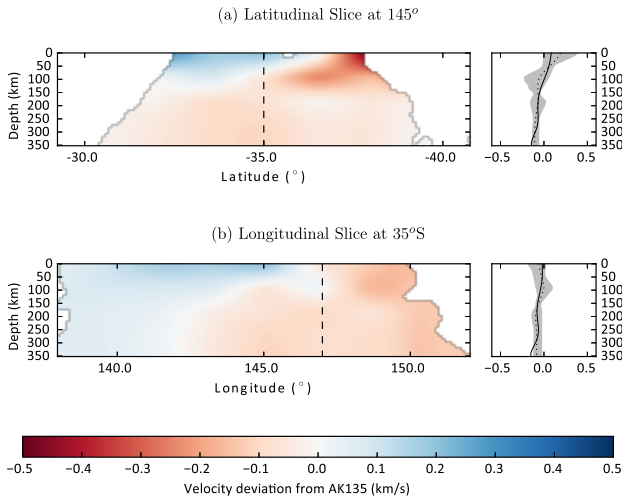 (a) Latitudinal Slice at 145°
0
50
100
150
200
250
300
350
Depth (km)
-30.0 -35.0 -40.0
Latitude (°)
0
50
100
150
200
250
300
350
−0.5 0.0 0.5
(b) Longitudinal Slice at 35°S
0
50
100
150
200
250
300
350
Depth (km)
140.0 145.0 150.0
Longitude (°)
0
50
100
150
200
250
300
350
−0.5 0.0 0.5
−0.5 −0.4 −0.3 −0.2 −0.1 0.0 0.1 0.2 0.3 0.4 0.5
Velocity deviation from AK135 (km/s)